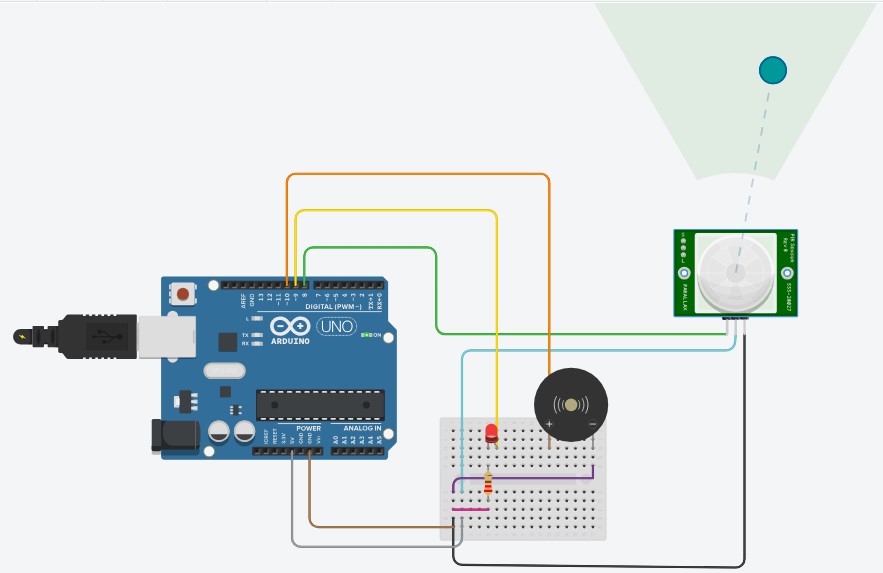 AREF
GND
13
12
~11
~10
~9
8
7
~6
~5
4
~3
2
TX→1
RX←0
DIGITAL (PWM~)
L
TX
RX
UNO
ARDUINO
ON
POWER
ANALOG IN
IOREF
RESET
3.3V
5V
GND
GND
Vin
A0
A1
A2
A3
A4
A5
PIR Sensor
Rev B
555-28027
PARALLAX
+
−